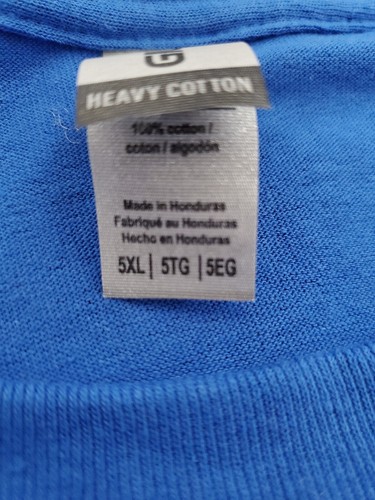 G
HEAVY COTTON
100% cotton /
coton / algodón
Made in Honduras
Fabriqué au Honduras
Hecho en Honduras
5XL | 5TG | 5EG